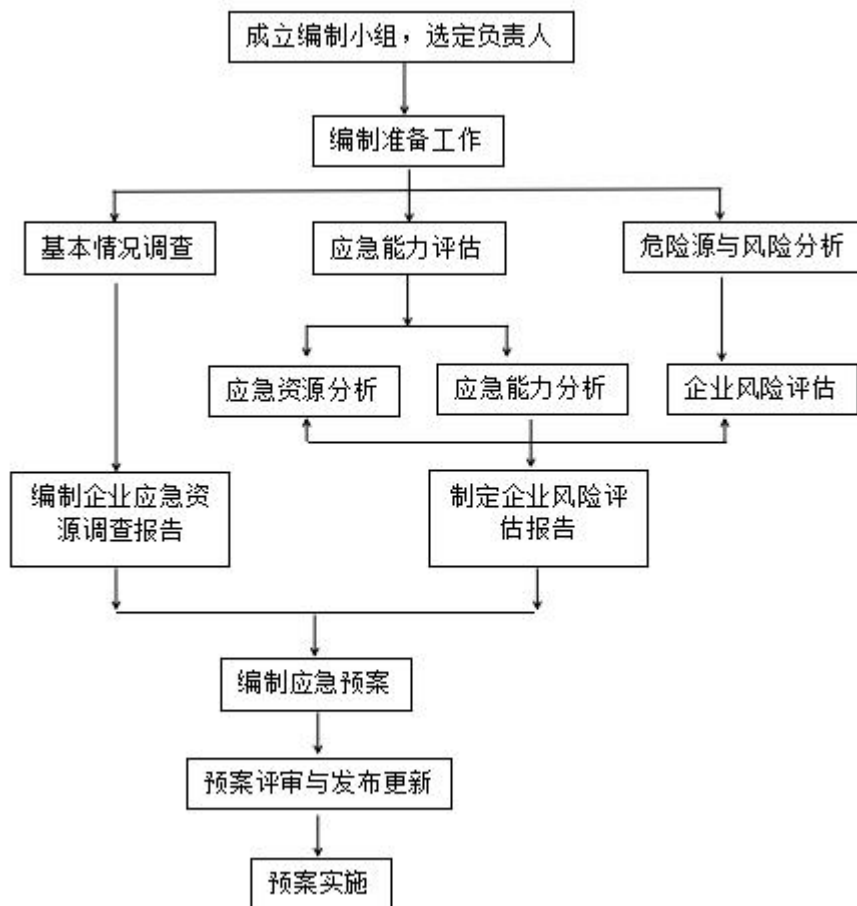 成立编制小组，选定负责人
编制准备工作
基本情况调查
应急能力评估
危险源与风险分析
应急资源分析
应急能力分析
企业风险评估
编制企业应急资
源调查报告
制定企业风险评
估报告
编制应急预案
预案评审与发布更新
预案实施